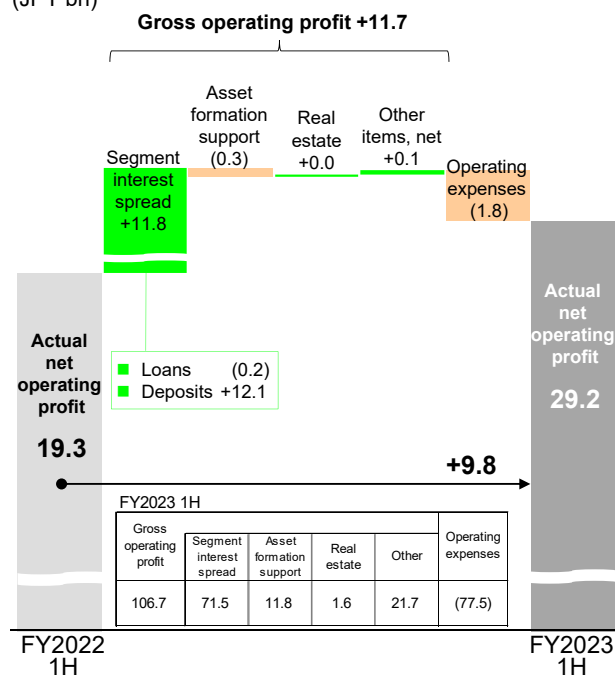 (JPY bn)
Gross operating profit +11.7
Segment
interest
spread
+11.8
Asset
formation
support
(0.3)
Real
estate
+0.0
Other
items, net
+0.1
Operating
expenses
(1.8)
Loans (0.2)
Deposits +12.1
Actual
net
operating
profit
19.3
Actual
net
operating
profit
29.2
+9.8
FY2023 1H
Gross
operating
profit
Segment
interest
spread
Asset
formation
support
Real
estate
Other
Operating
expenses
106.7 71.5 11.8 1.6 21.7 (77.5)
FY2022
1H
FY2023
1H